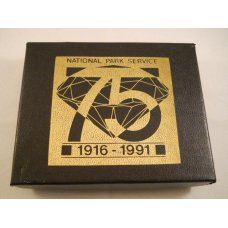 NATIONAL PARK SERVICE
75
1916 - 1991